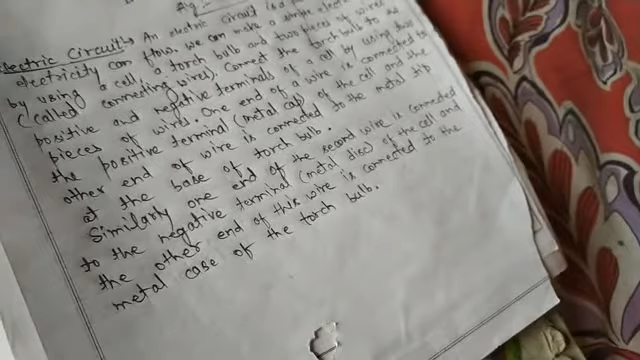 Electric Circuit → An electric circuit is a
electricity can flow. We can make a simple elect
by using a cell, a torch bulb and two pieces of wires
(called connecting wires). Connect the torch bulb to
positive and negative terminals of a cell by using two
pieces of wires. One end of a wire is connected to
the positive terminal (metal cap) of the cell and the
other end of wire is connected to the metal tip
at the base of torch bulb.
Similarly one end of the second wire is connected
to the negative terminal (metal disc) of the cell and
the other end of this wire is connected to the
metal case of the torch bulb.